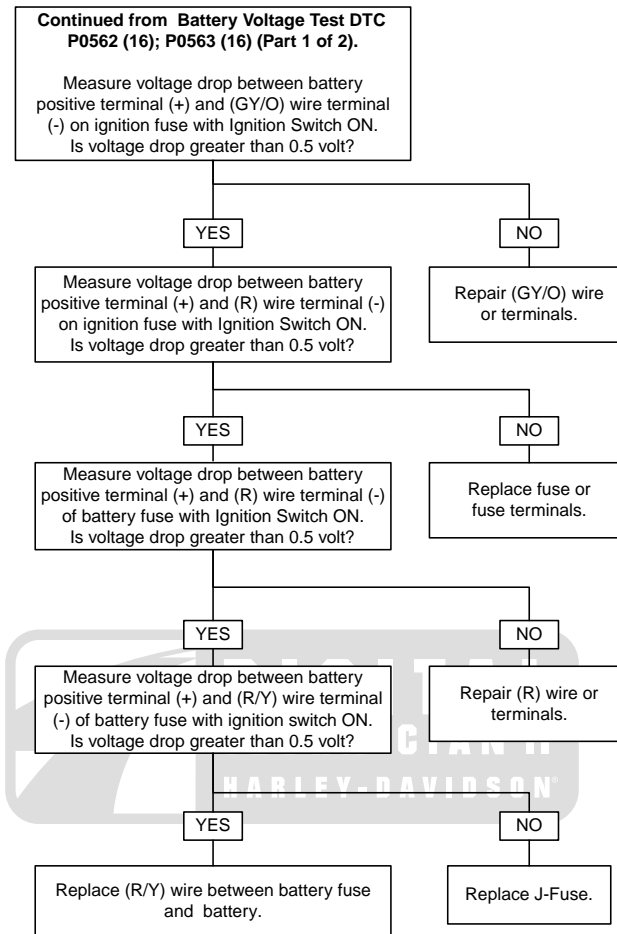 Continued from Battery Voltage Test DTC
P0562 (16); P0563 (16) (Part 1 of 2).
Measure voltage drop between battery
positive terminal (+) and (GY/O) wire terminal
(-) on ignition fuse with Ignition Switch ON.
Is voltage drop greater than 0.5 volt?
YES
NO
Measure voltage drop between battery
positive terminal (+) and (R) wire terminal (-)
on ignition fuse with Ignition Switch ON.
Is voltage drop greater than 0.5 volt?
Repair (GY/O) wire
or terminals.
YES
NO
Measure voltage drop between battery
positive terminal (+) and (R) wire terminal (-)
of battery fuse with Ignition Switch ON.
Is voltage drop greater than 0.5 volt?
Replace fuse or
fuse terminals.
YES
NO
Measure voltage drop between battery
positive terminal (+) and (R/Y) wire terminal
(-) of battery fuse with ignition switch ON.
Is voltage drop greater than 0.5 volt?
Repair (R) wire or
terminals.
HARLEY-DAVIDSON®
YES
NO
Replace (R/Y) wire between battery fuse
and battery.
Replace J-Fuse.